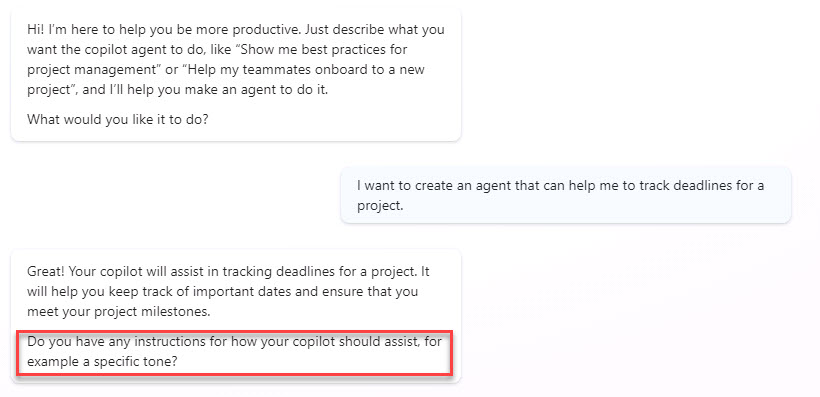 Hi! I'm here to help you be more productive. Just describe what you
want the copilot agent to do, like “Show me best practices for
project management” or “Help my teammates onboard to a new
project”, and I'll help you make an agent to do it.
What would you like it to do?
I want to create an agent that can help me to track deadlines for a
project.
Great! Your copilot will assist in tracking deadlines for a project. It
will help you keep track of important dates and ensure that you
meet your project milestones.
Do you have any instructions for how your copilot should assist, for
example a specific tone?